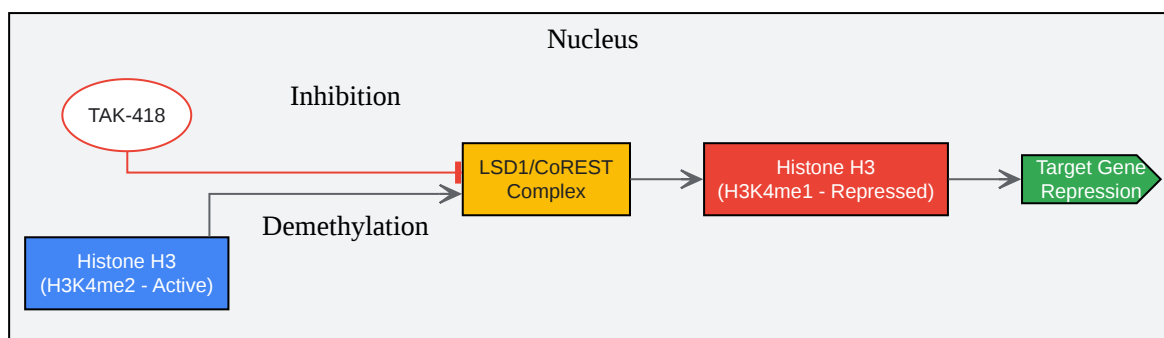 Nucleus
Inhibition
TAK-418
LSD1/CoREST
Complex
Histone H3
(H3K4me1 - Repressed)
Target Gene
Repression
Demethylation
Histone H3
(H3K4me2 - Active)